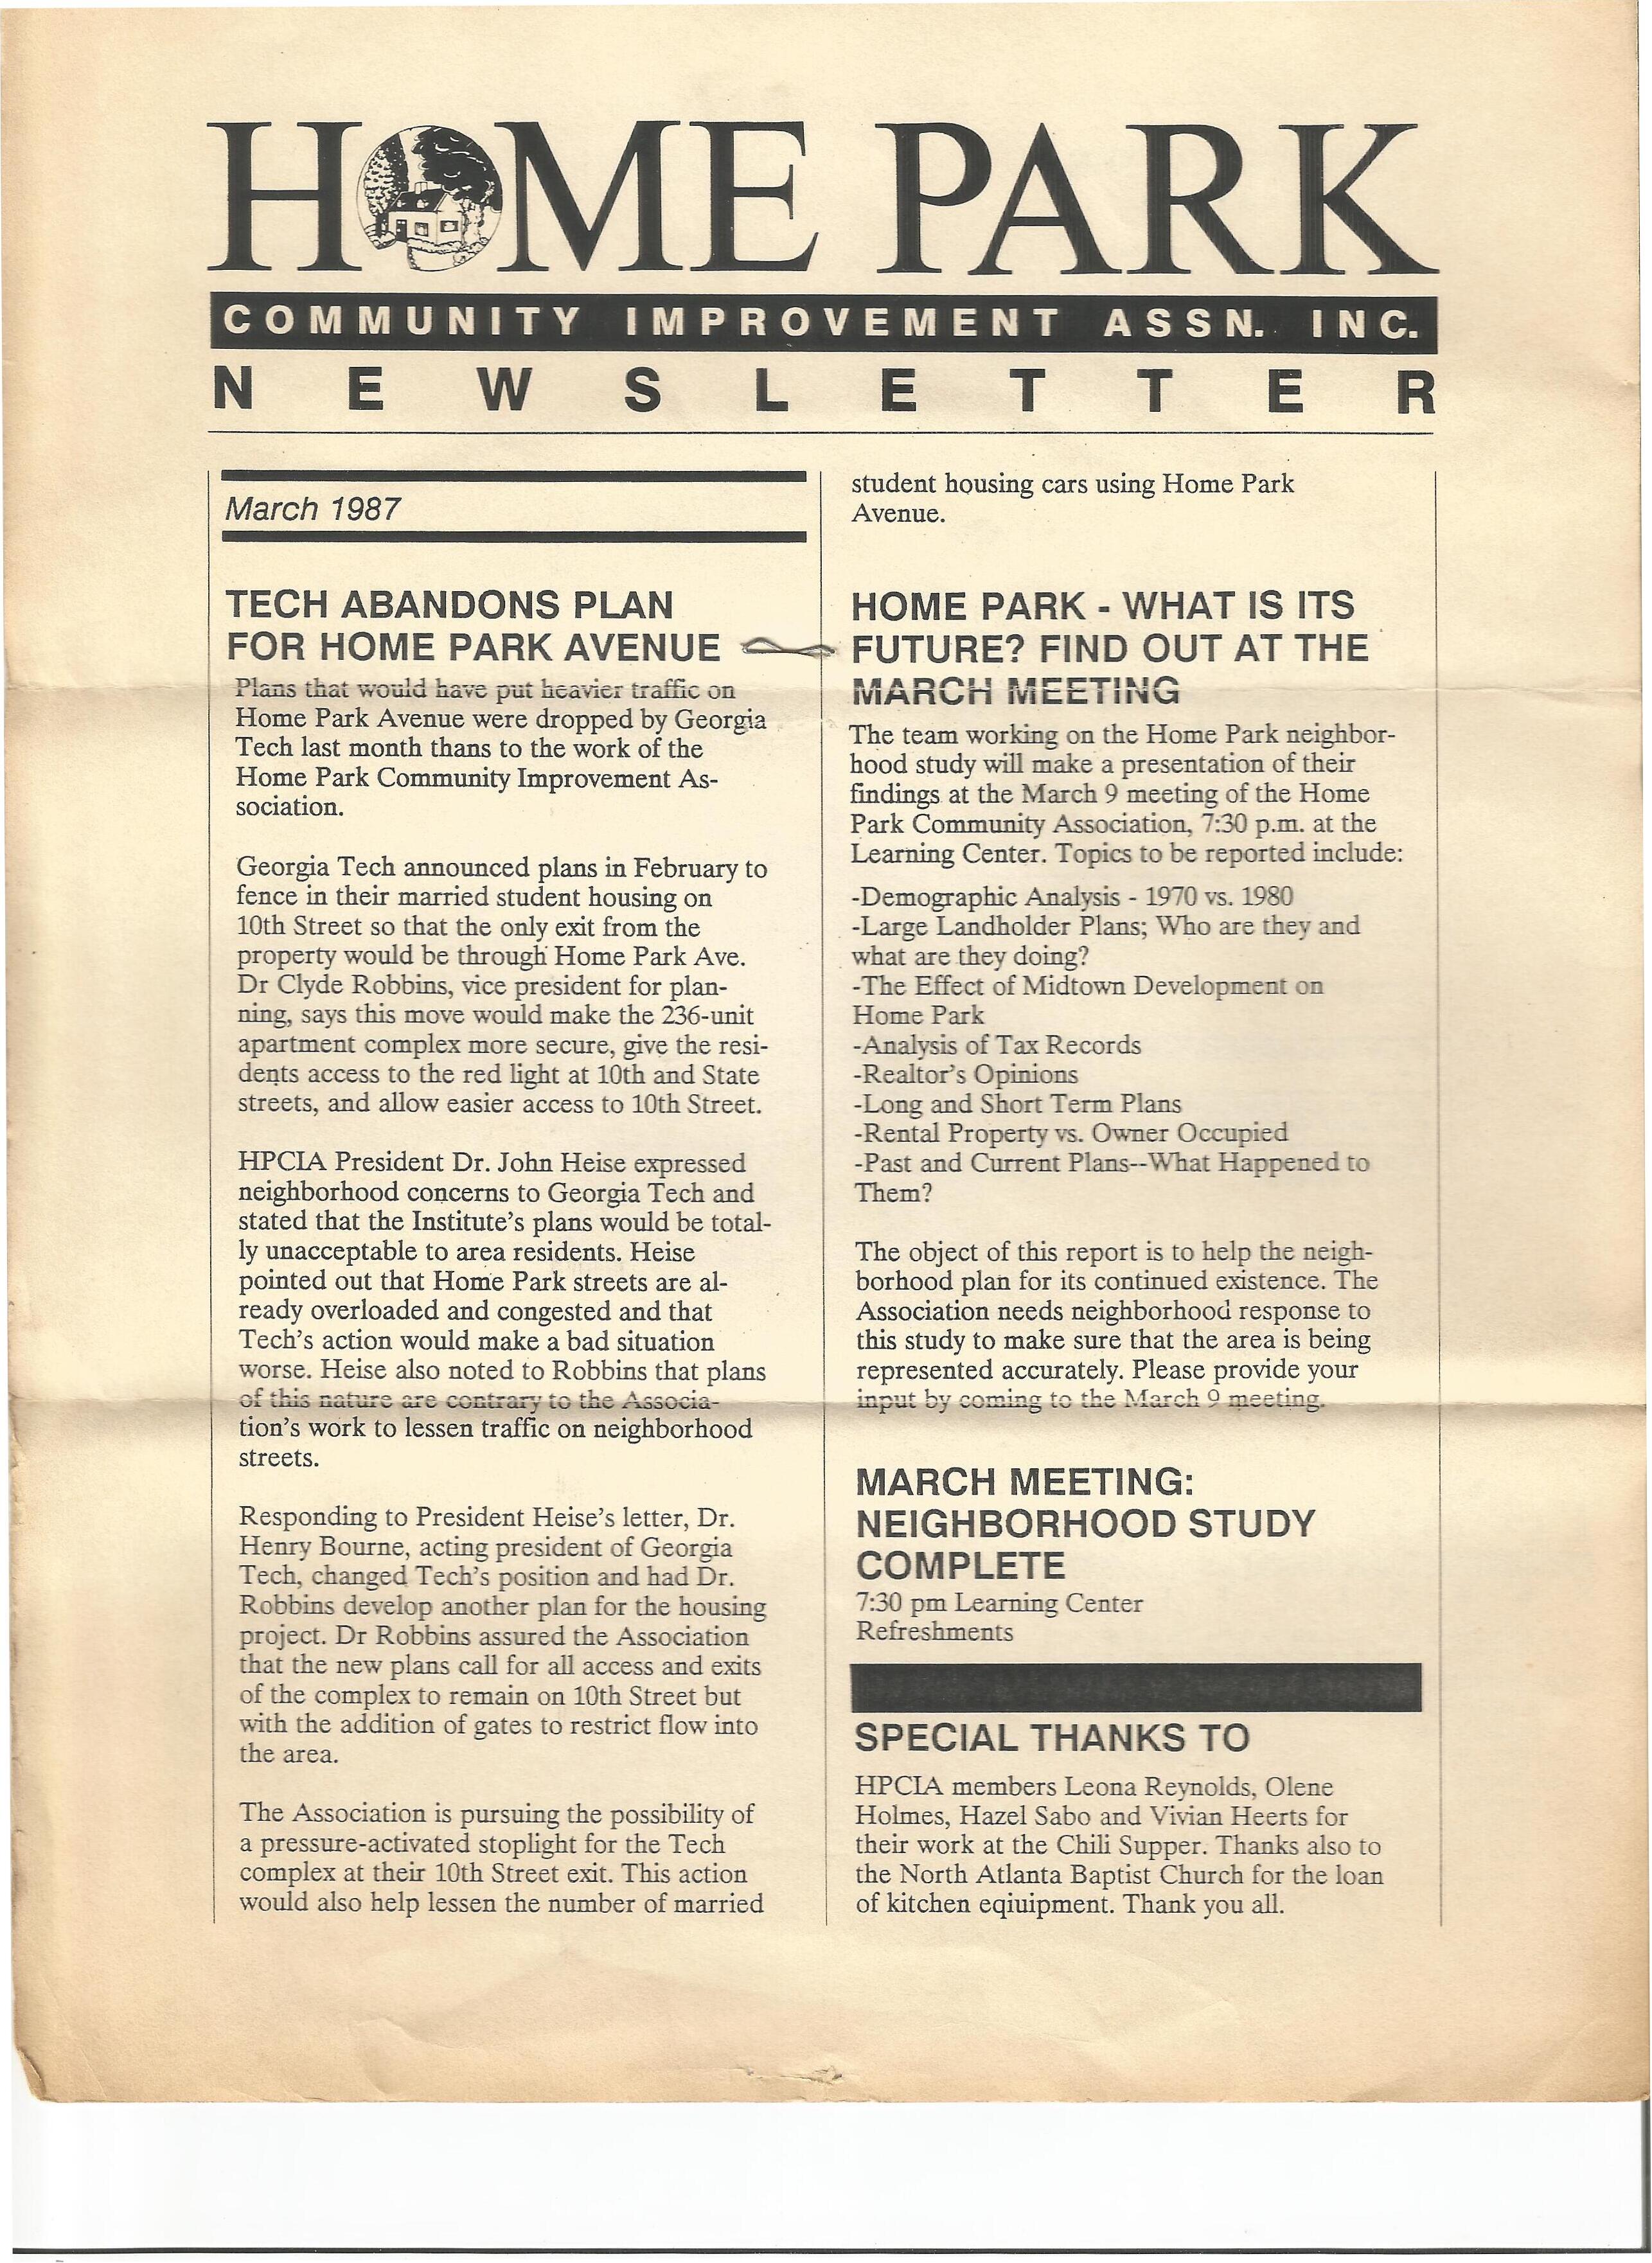 HOME PARK
COMMUNITY IMPROVEMENT ASSN. INC.
NEWSLETTER
March 1987
TECH ABANDONS PLAN
FOR HOME PARK AVENUE
Plans that would have put heavier traffic on
Home Park Avenue were dropped by Georgia
Tech last month thans to the work of the
Home Park Community Improvement As-
sociation.
Georgia Tech announced plans in February to
fence in their married student housing on
10th Street so that the only exit from the
property would be through Home Park Ave.
Dr Clyde Robbins, vice president for plan-
ning, says this move would make the 236-unit
apartment complex more secure, give the resi-
dents access to the red light at 10th and State
streets, and allow easier access to 10th Street.
HPCIA President Dr. John Heise expressed
neighborhood concerns to Georgia Tech and
stated that the Institute's plans would be total-
ly unacceptable to area residents. Heise
pointed out that Home Park streets are al-
ready overloaded and congested and that
Tech's action would make a bad situation
worse. Heise also noted to Robbins that plans
of this nature are contrary to the Associa-
tion's work to lessen traffic on neighborhood
streets.
Responding to President Heise's letter, Dr.
Henry Bourne, acting president of Georgia
Tech, changed Tech's position and had Dr.
Robbins develop another plan for the housing
project. Dr Robbins assured the Association
that the new plans call for all access and exits
of the complex to remain on 10th Street but
with the addition of gates to restrict flow into
the area.
The Association is pursuing the possibility of
a pressure-activated stoplight for the Tech
complex at their 10th Street exit. This action
would also help lessen the number of married
student housing cars using Home Park
Avenue.
HOME PARK - WHAT IS ITS
FUTURE? FIND OUT AT THE
MARCH MEETING
The team working on the Home Park neighbor-
hood study will make a presentation of their
findings at the March 9 meeting of the Home
Park Community Association, 7:30 p.m. at the
Learning Center. Topics to be reported include:
-Demographic Analysis - 1970 vs. 1980
-Large Landholder Plans; Who are they and
what are they doing?
-The Effect of Midtown Development on
Home Park
-Analysis of Tax Records
-Realtor's Opinions
-Long and Short Term Plans
-Rental Property vs. Owner Occupied
-Past and Current Plans--What Happened to
Them?
The object of this report is to help the neigh-
borhood plan for its continued existence. The
Association needs neighborhood response to
this study to make sure that the area is being
represented accurately. Please provide your
input by coming to the March 9 meeting.
MARCH MEETING:
NEIGHBORHOOD STUDY
COMPLETE
7:30 pm Learning Center
Refreshments
SPECIAL THANKS TO
HPCIA members Leona Reynolds, Olene
Holmes, Hazel Sabo and Vivian Heerts for
their work at the Chili Supper. Thanks also to
the North Atlanta Baptist Church for the loan
of kitchen eqiuipment. Thank you all.